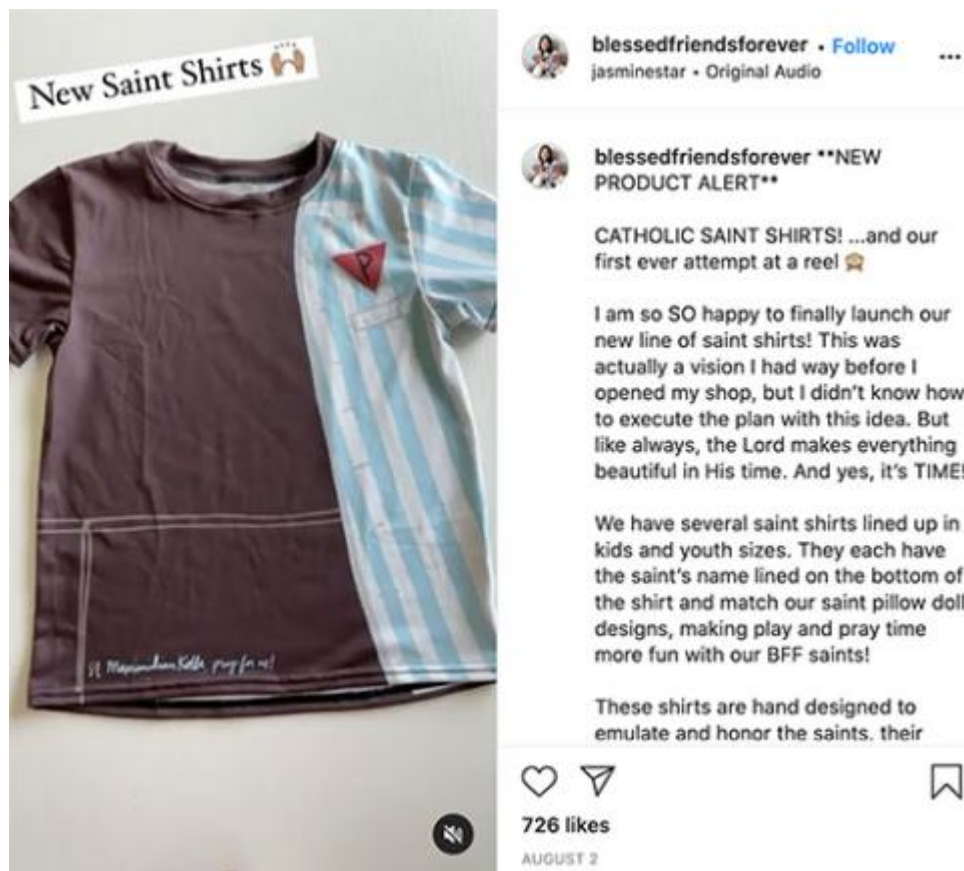 New Saint Shirts 🙌🏽
P
St. Maximilian Kolbe, pray for us!
blessedfriendsforever • Follow
jasminestar • Original Audio
blessedfriendsforever **NEW
PRODUCT ALERT**
CATHOLIC SAINT SHIRTS! ...and our
first ever attempt at a reel 🙈
I am so SO happy to finally launch our
new line of saint shirts! This was
actually a vision I had way before I
opened my shop, but I didn't know how
to execute the plan with this idea. But
like always, the Lord makes everything
beautiful in His time. And yes, it's TIME!
We have several saint shirts lined up in
kids and youth sizes. They each have
the saint's name lined on the bottom of
the shirt and match our saint pillow doll
designs, making play and pray time
more fun with our BFF saints!
These shirts are hand designed to
emulate and honor the saints. their
726 likes
AUGUST 2